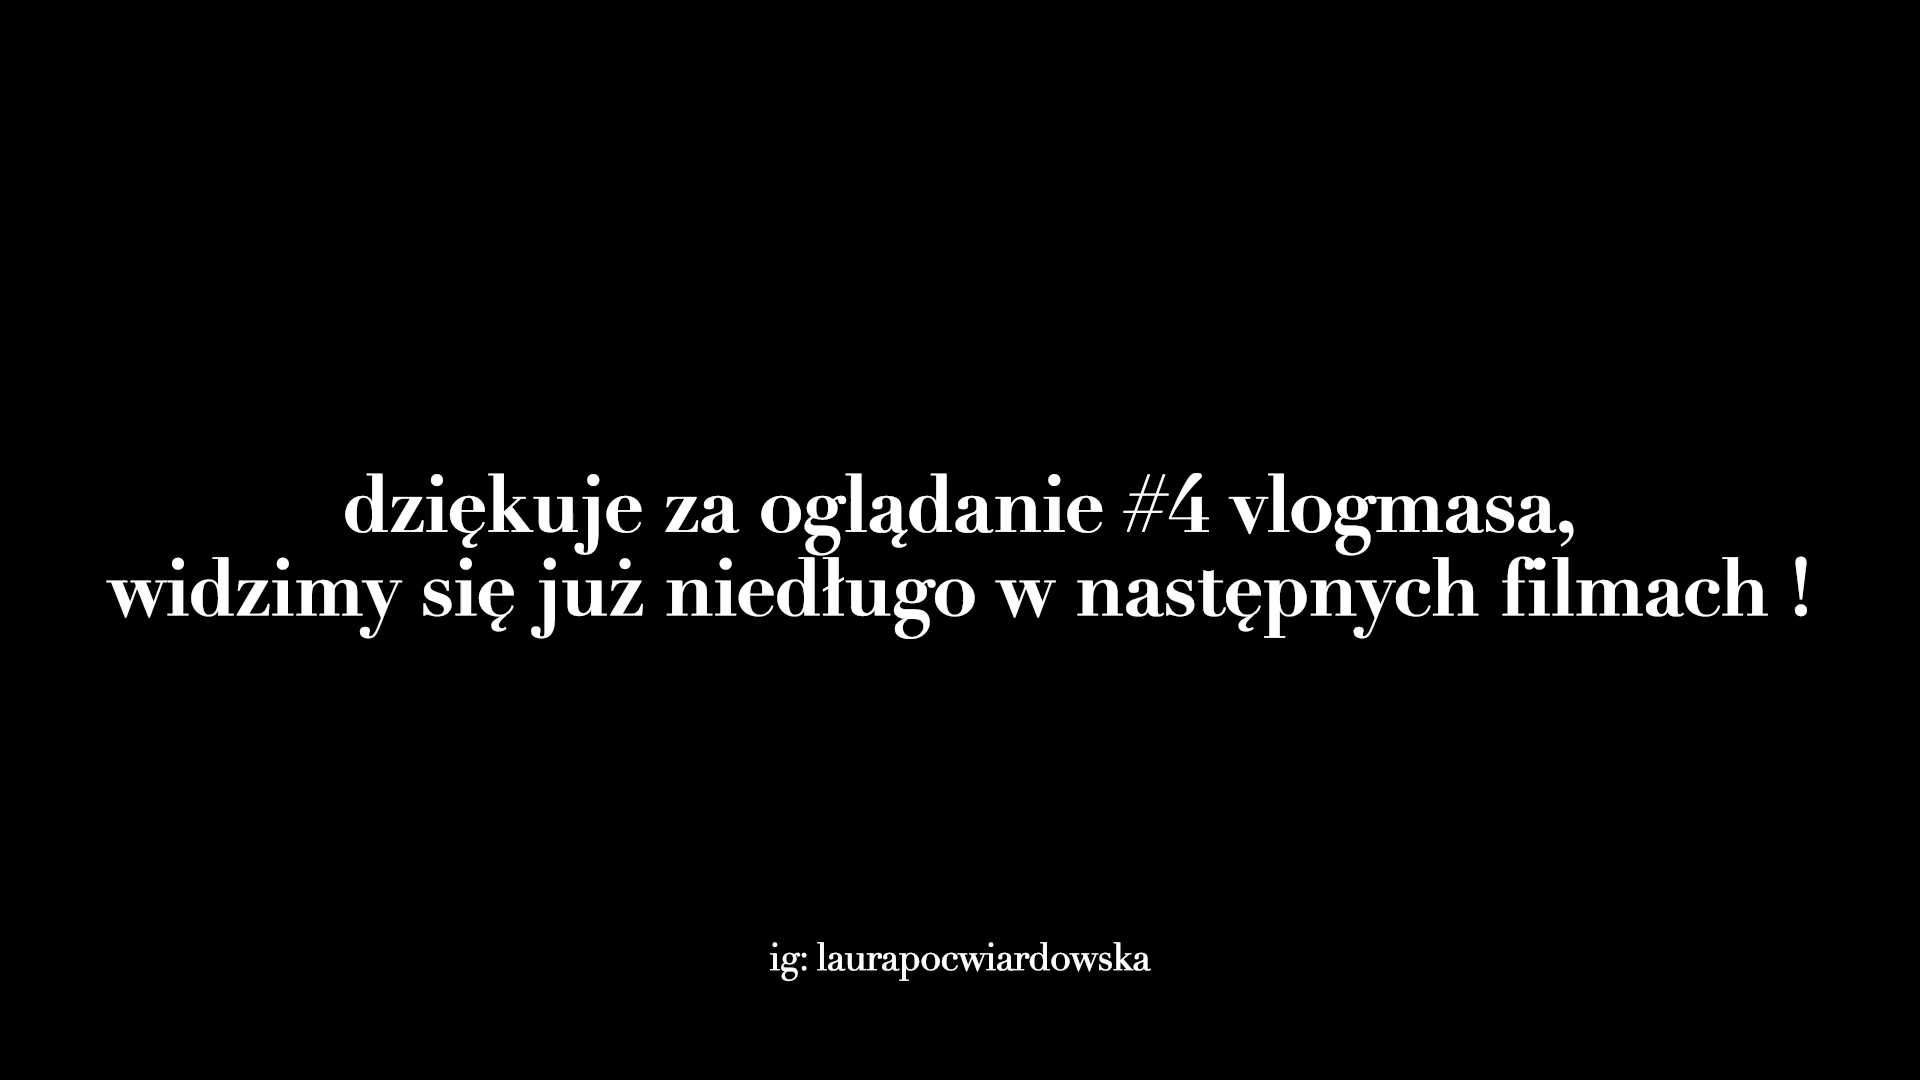 dziękuje za oglądanie #4 vlogmasa,
widzimy się już niedługo w następnych filmach !
ig: laurapocwiardowska